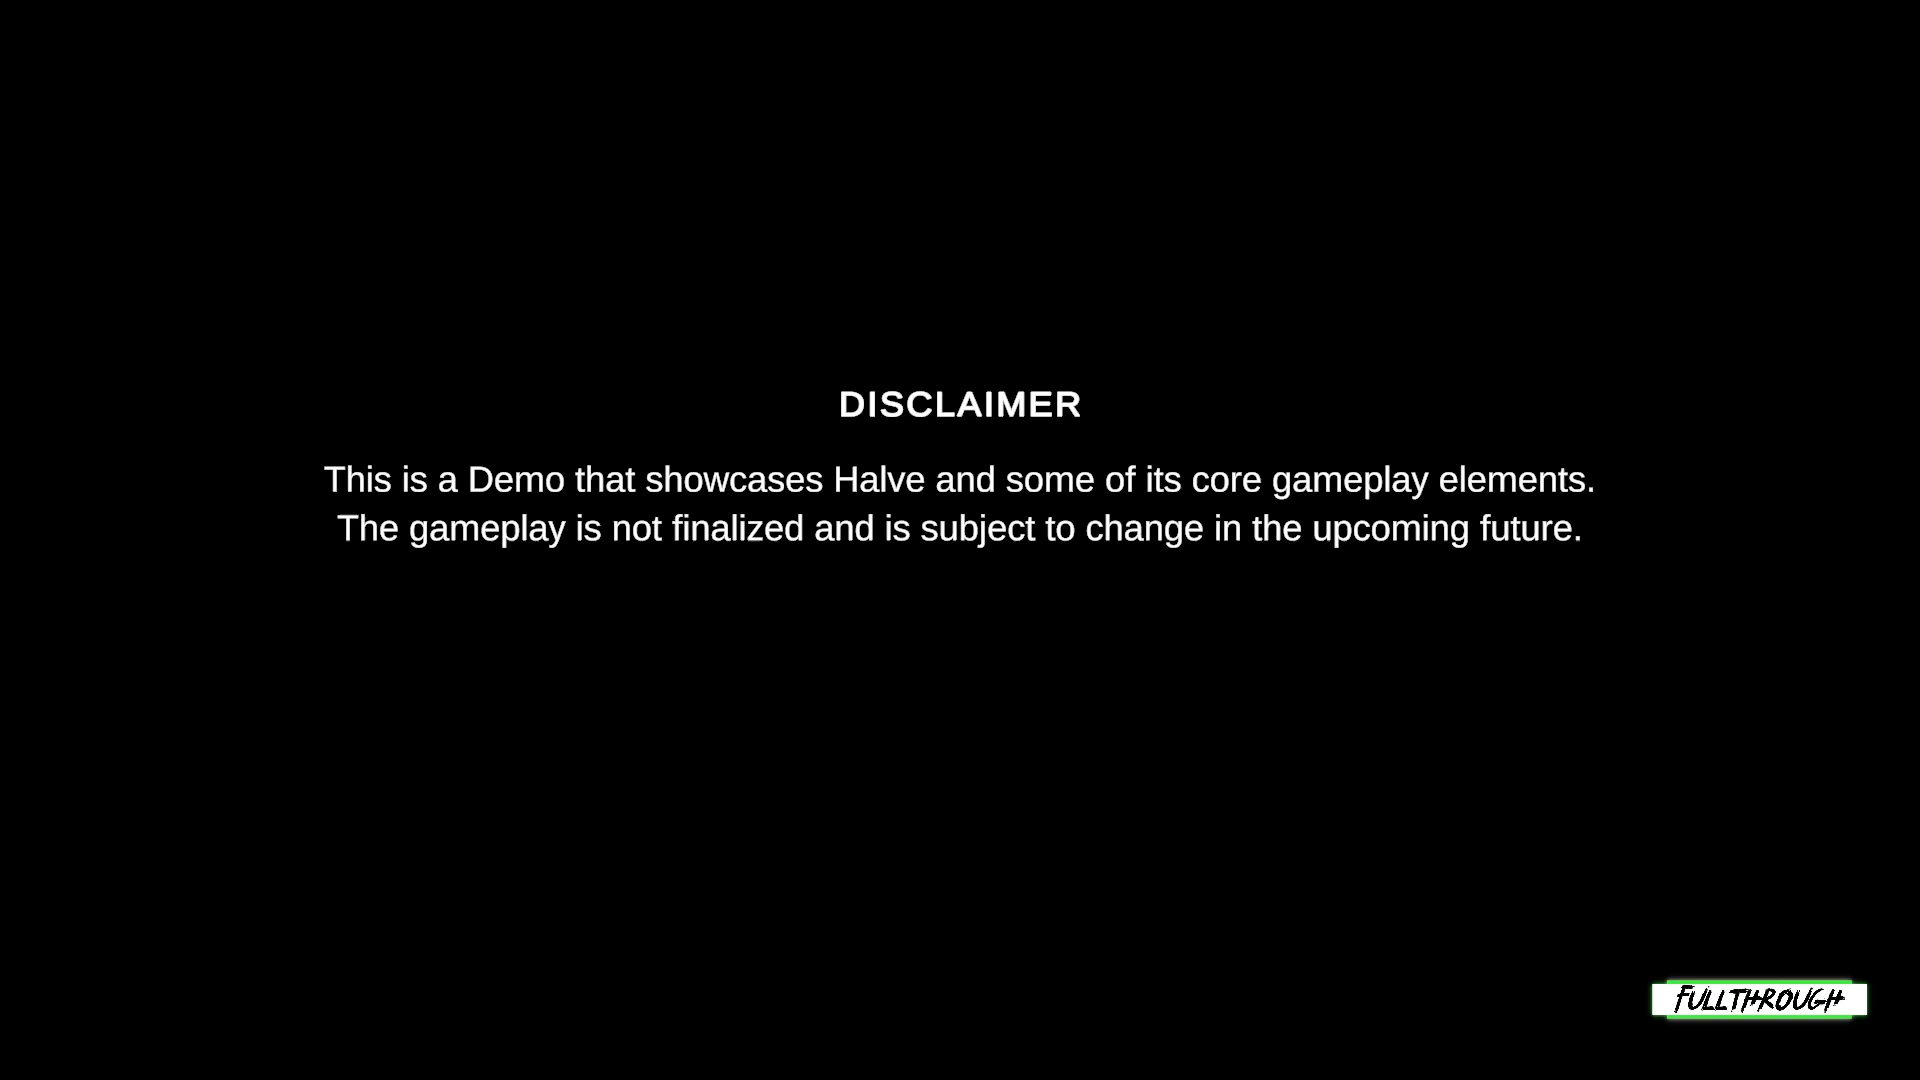 DISCLAIMER
This is a Demo that showcases Halve and some of its core gameplay elements.
The gameplay is not finalized and is subject to change in the upcoming future.
FULLTHROUGH